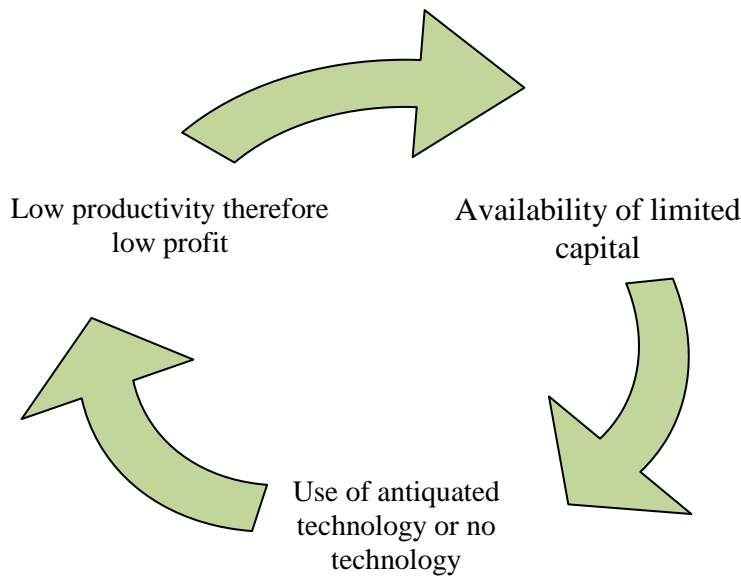 Low productivity therefore
low profit
Availability of limited
capital
Use of antiquated
technology or no
technology